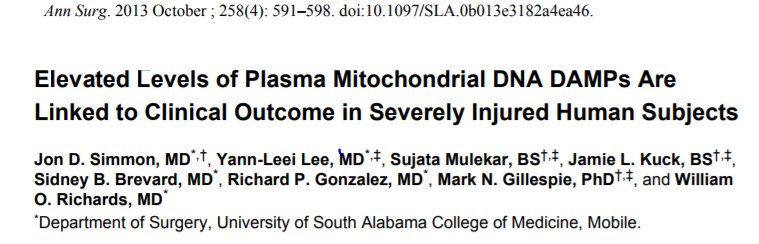 Ann Surg. 2013 October ; 258(4): 591–598. doi:10.1097/SLA.0b013e3182a4ea46.
Elevated Levels of Plasma Mitochondrial DNA DAMPs Are
Linked to Clinical Outcome in Severely Injured Human Subjects
Jon D. Simmon, MD*,†, Yann-Leei Lee, MD*,‡, Sujata Mulekar, BS†,‡, Jamie L. Kuck, BS†,‡,
Sidney B. Brevard, MD*, Richard P. Gonzalez, MD*, Mark N. Gillespie, PhD†,‡, and William
O. Richards, MD*
*Department of Surgery, University of South Alabama College of Medicine, Mobile.